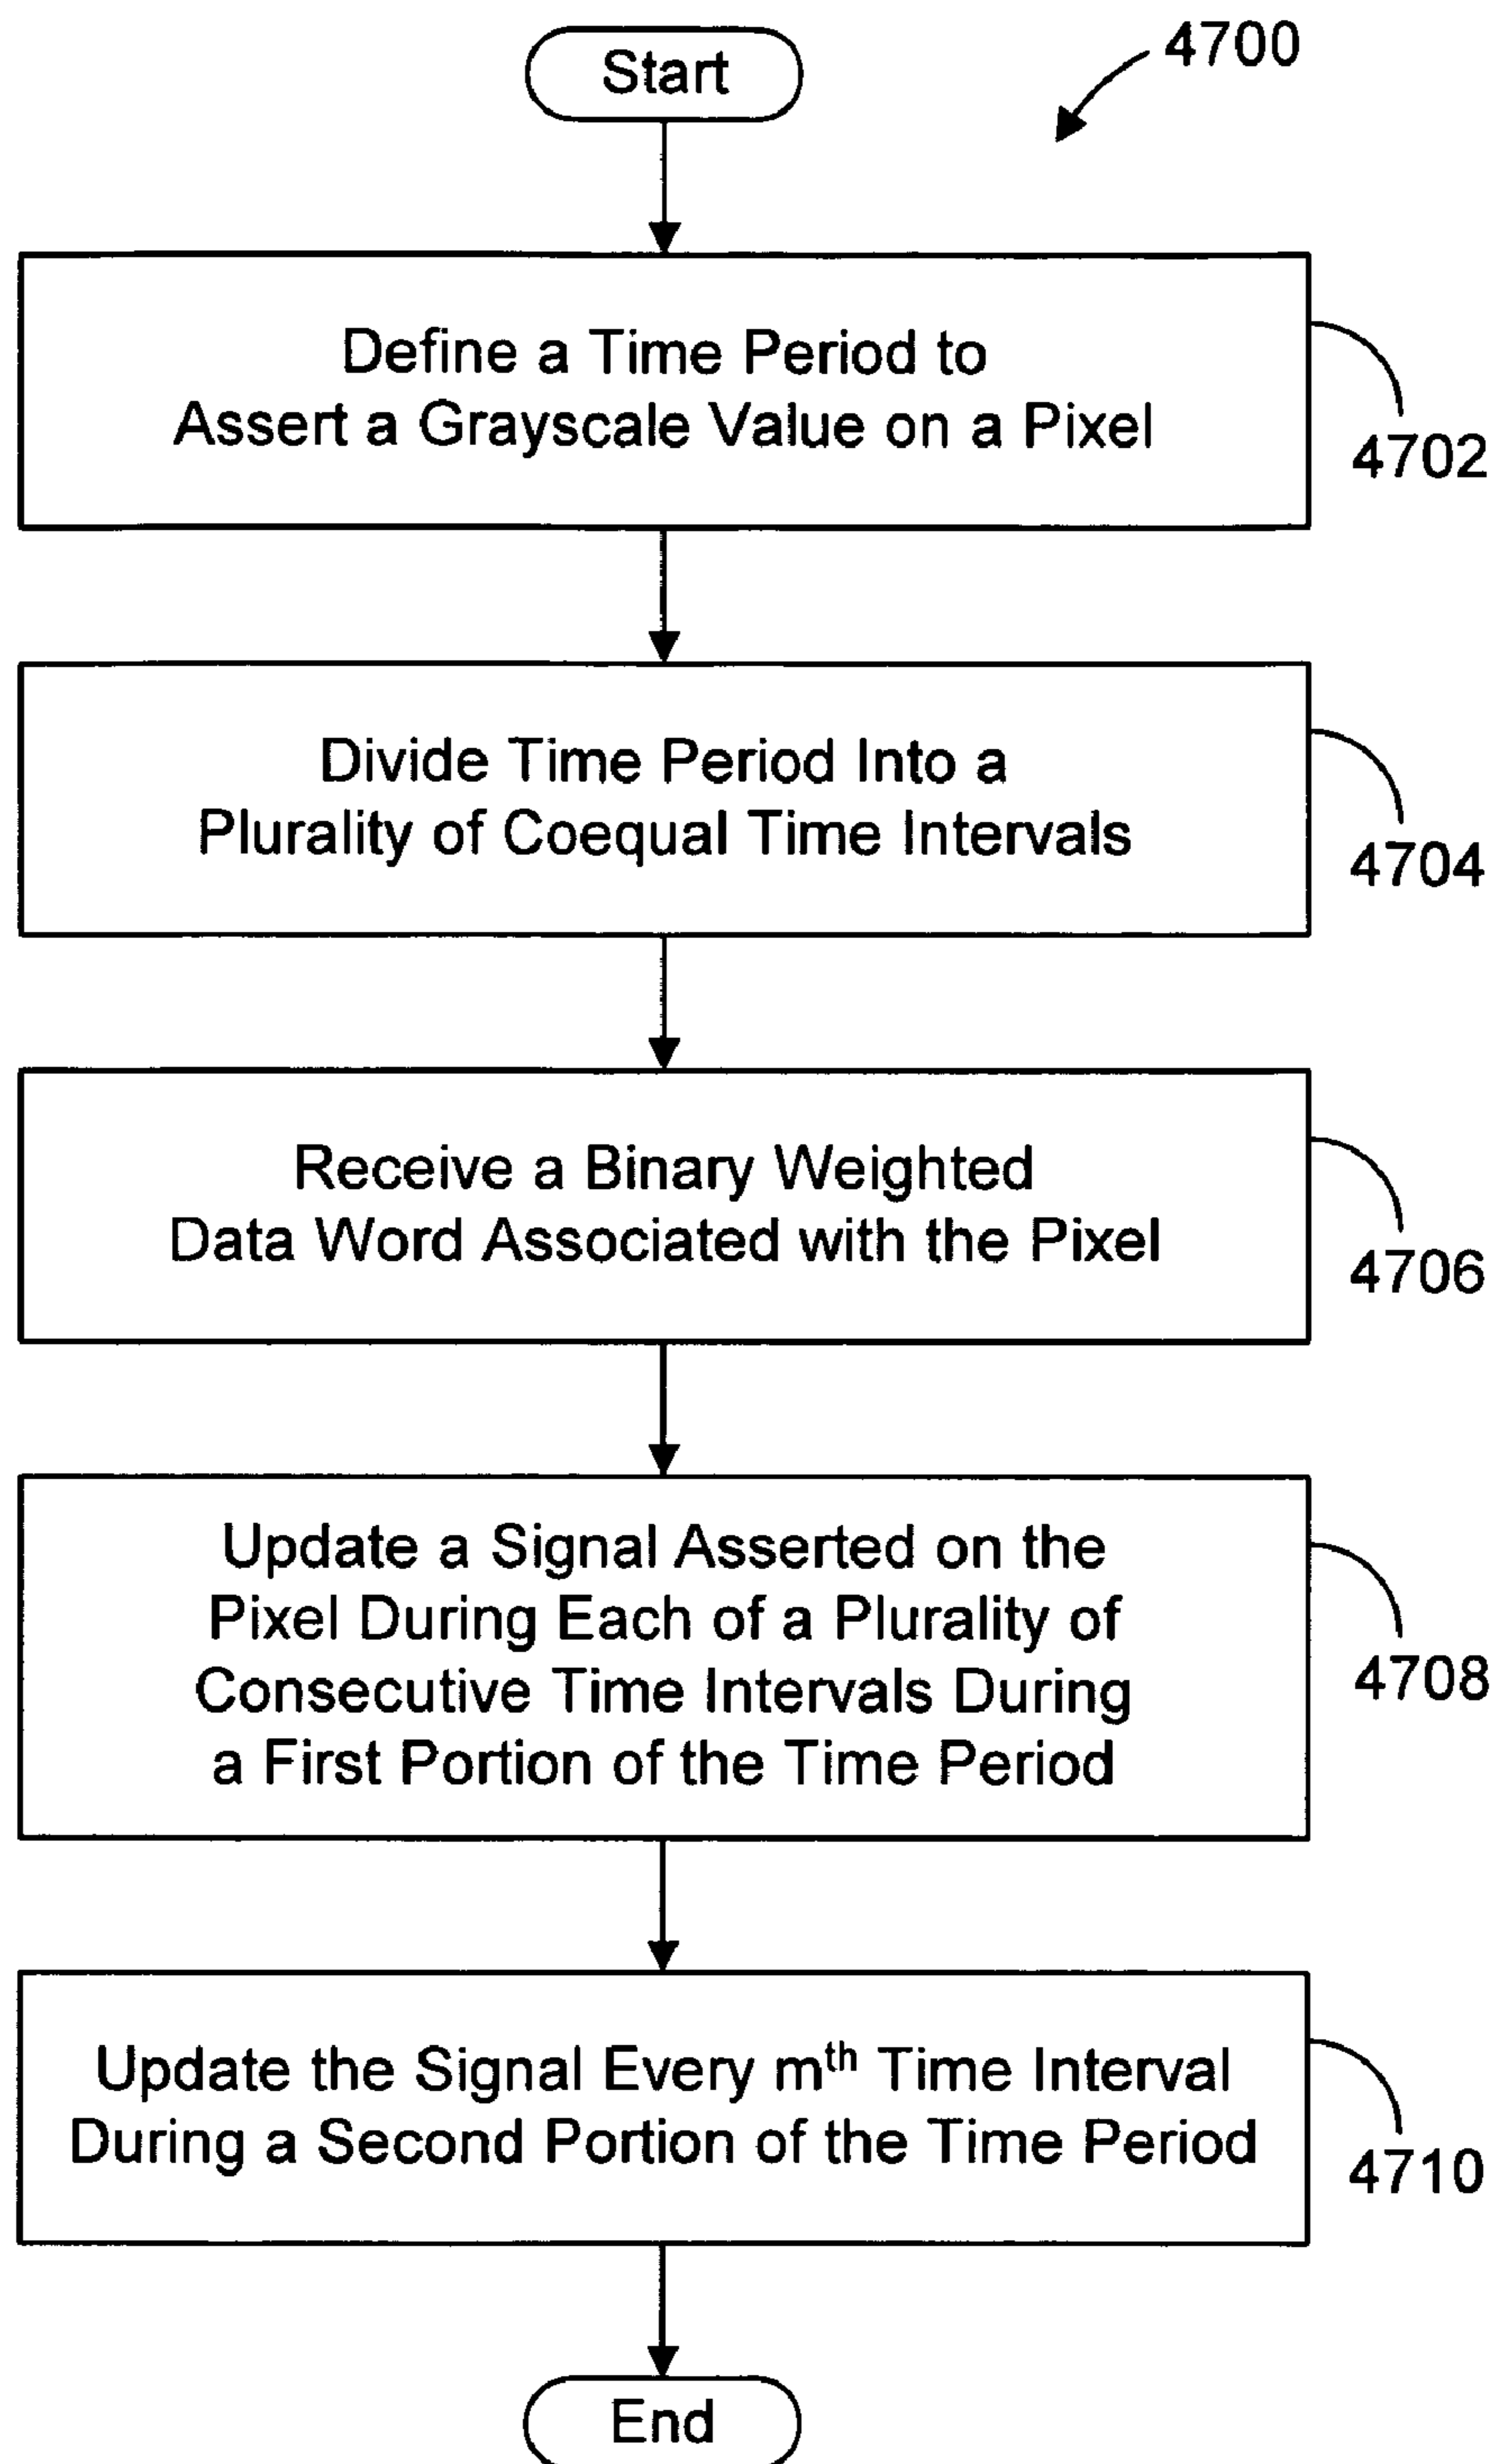 Start
4700
Define a Time Period to
Assert a Grayscale Value on a Pixel
4702
Divide Time Period Into a
Plurality of Coequal Time Intervals
4704
Receive a Binary Weighted
Data Word Associated with the Pixel
4706
Update a Signal Asserted on the
Pixel During Each of a Plurality of
Consecutive Time Intervals During
a First Portion of the Time Period
4708
Update the Signal Every mth Time Interval
During a Second Portion of the Time Period
4710
End